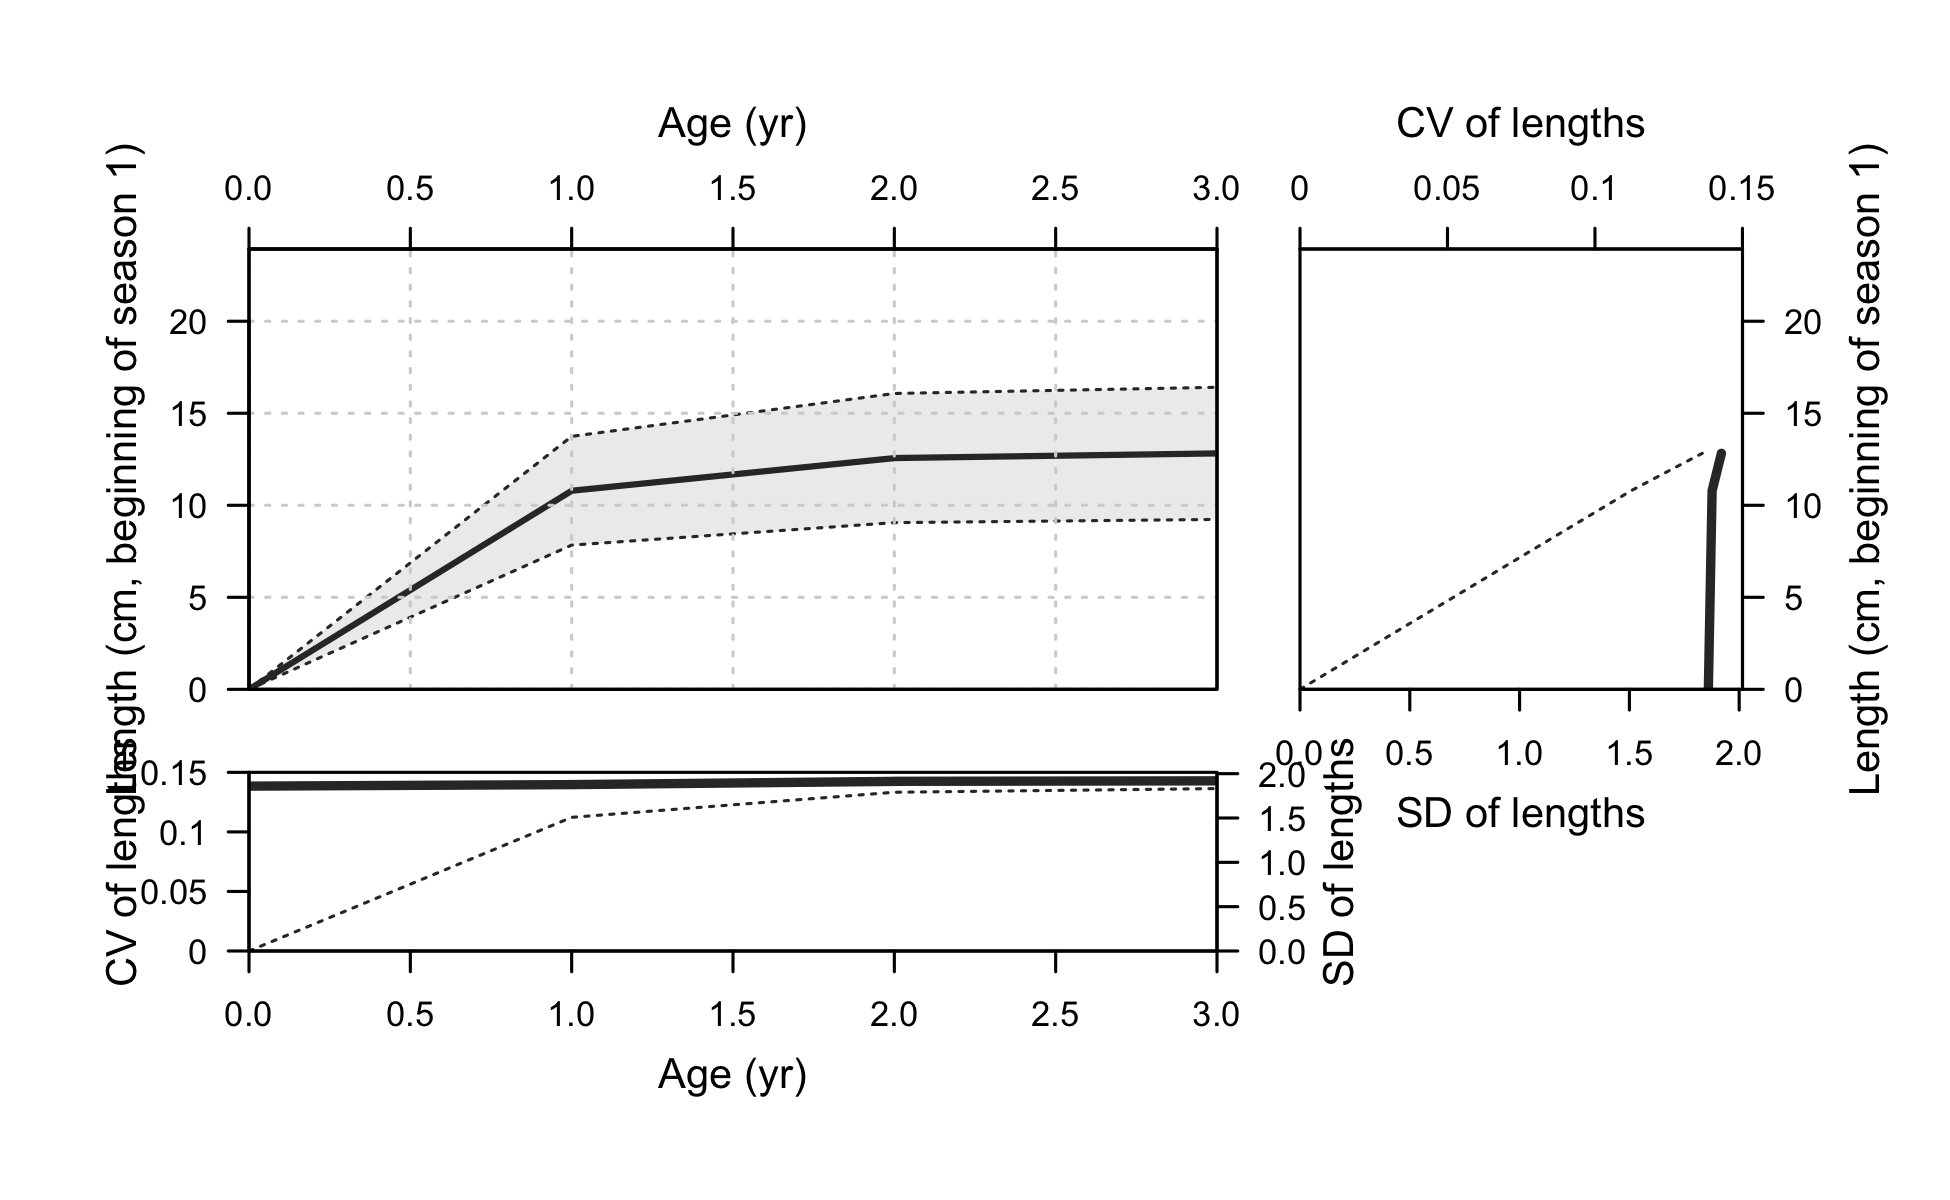 Age (yr)
CV of lengths
0.0 0.5 1.0 1.5 2.0 2.5 3.0
0 0.05 0.1 0.15
Length (cm, beginning of season 1)
20
15
10
5
0
20
15
10
5
0
Length (cm, beginning of season 1)
0.0 0.5 1.0 1.5 2.0
SD of lengths
CV of lengths
0.15
0.1
0.05
0
2.0
1.5
1.0
0.5
0.0
SD of lengths
0.0 0.5 1.0 1.5 2.0 2.5 3.0
Age (yr)